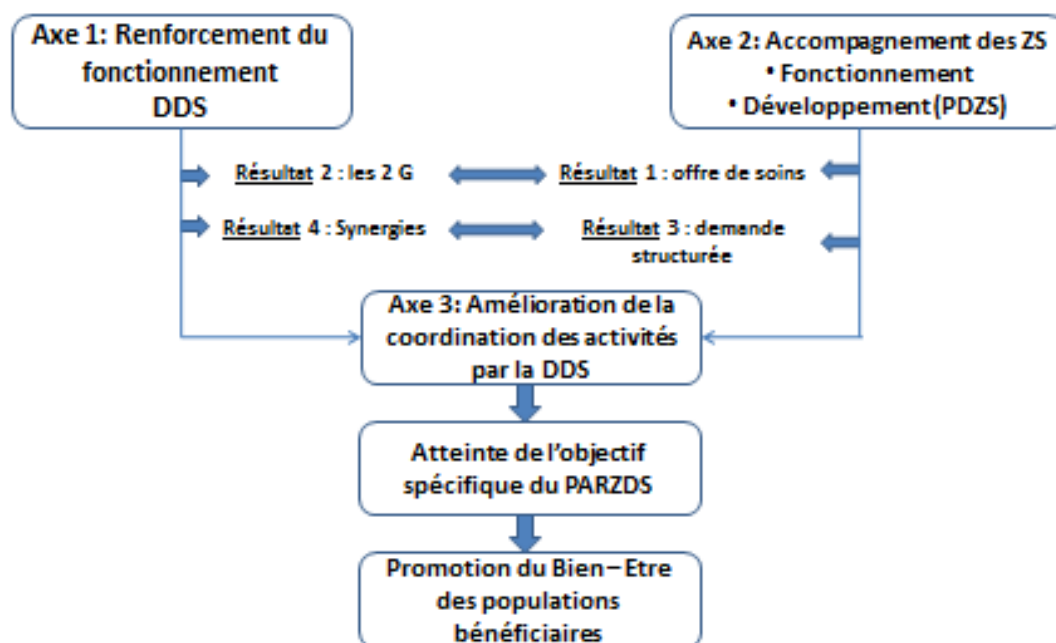 Axe 1: Renforcement du
fonctionnement
DDS
Axe 2: Accompagnement des ZS
• Fonctionnement
• Développement (PDZS)
Résultat 2 : les 2 G
Résultat 1 : offre de soins
Résultat 4 : Synergies
Résultat 3 : demande
structurée
Axe 3: Amélioration de la
coordination des activités
par la DDS
Atteinte de l'objectif
spécifique du PARZDS
Promotion du Bien – Etre
des populations
bénéficiaires